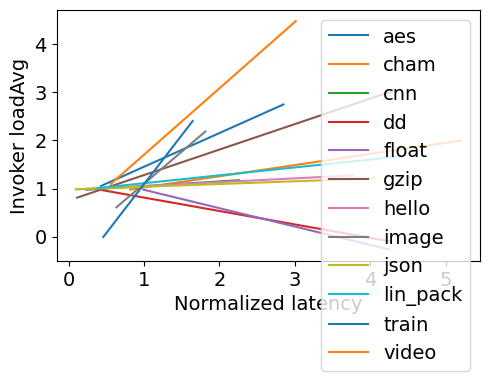 Invoker loadAvg
4
3
2
1
0
0
1
2
3
4
5
Normalized latency
aes
cham
cnn
dd
float
gzip
hello
image
json
lin_pack
train
video